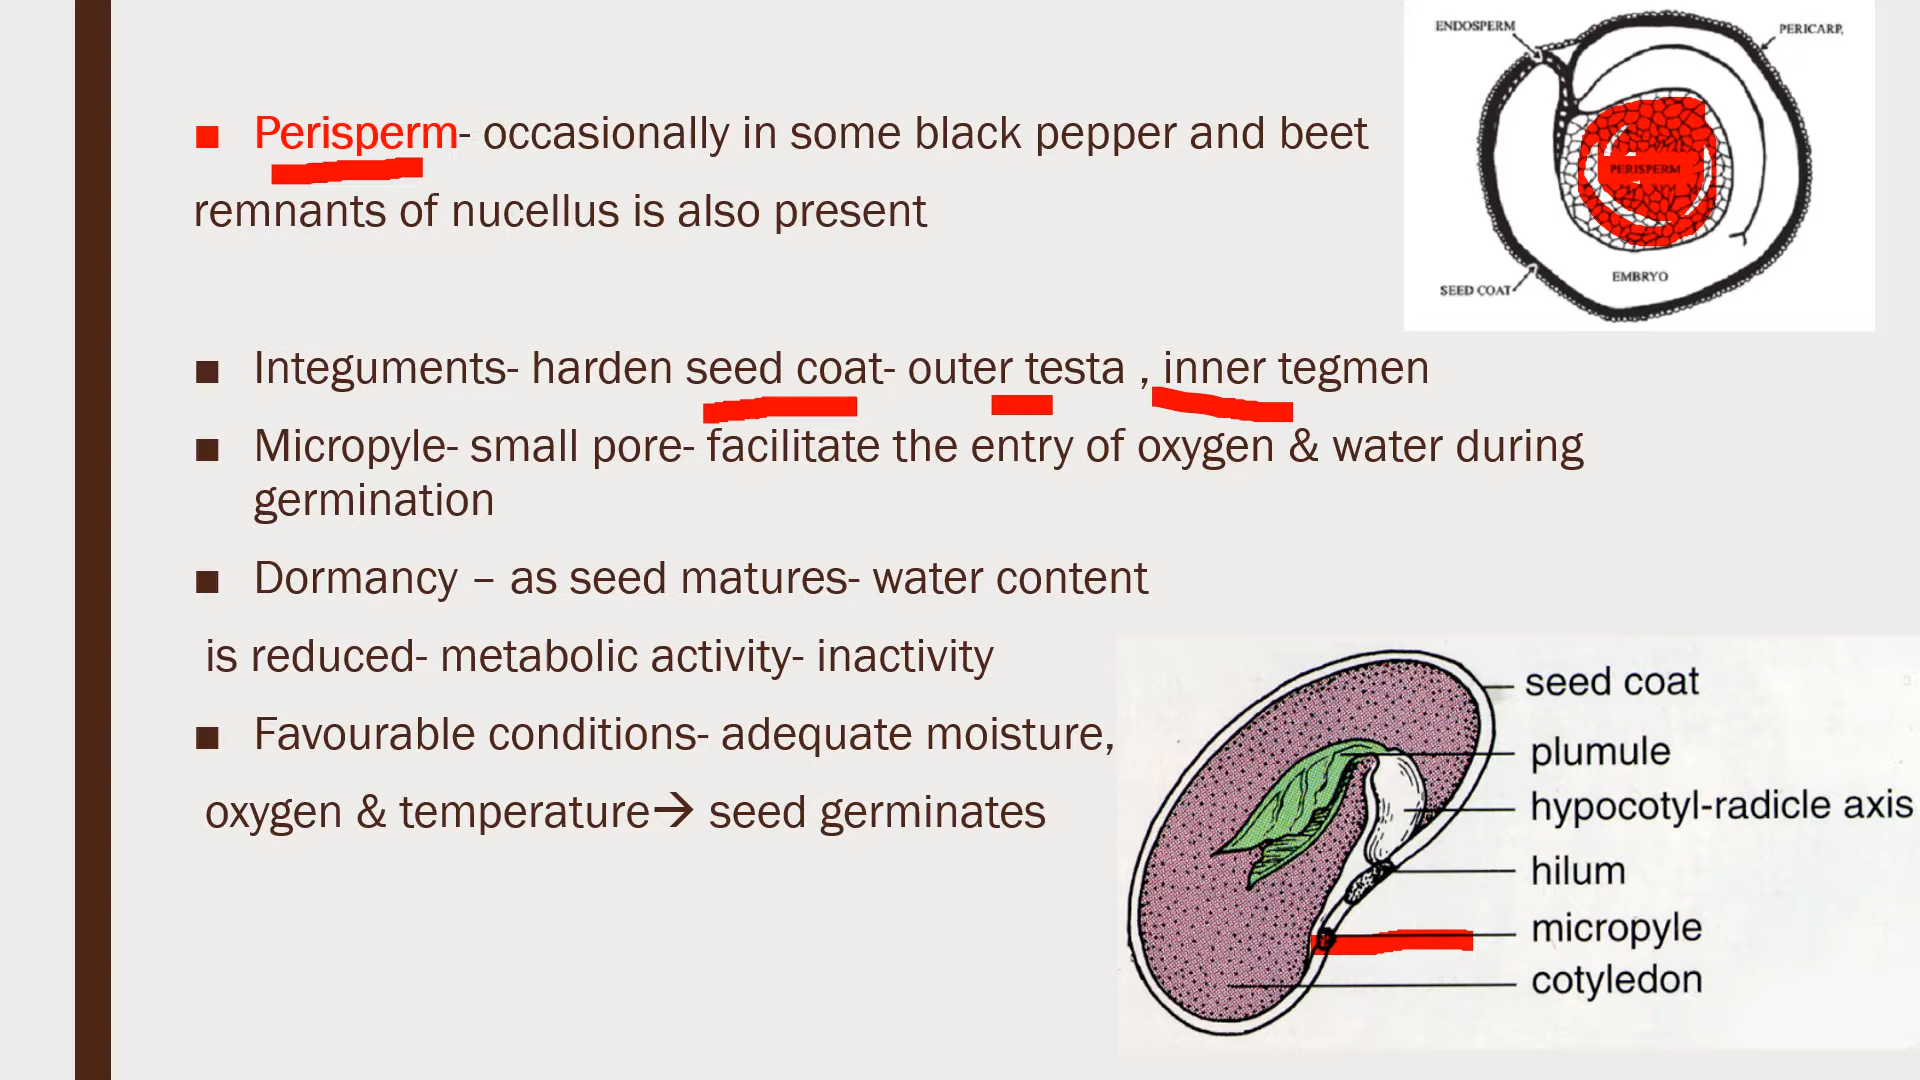 ENDOSPERM
PERICARP,
PERISPERM
EMBRYO
SEED COAT
■ Perisperm- occasionally in some black pepper and beet
remnants of nucellus is also present
■ Integuments- harden seed coat- outer testa , inner tegmen
■ Micropyle- small pore- facilitate the entry of oxygen & water during
germination
■ Dormancy – as seed matures- water content
is reduced- metabolic activity- inactivity
■ Favourable conditions- adequate moisture,
oxygen & temperature→ seed germinates
seed coat
plumule
hypocotyl-radicle axis
hilum
micropyle
cotyledon